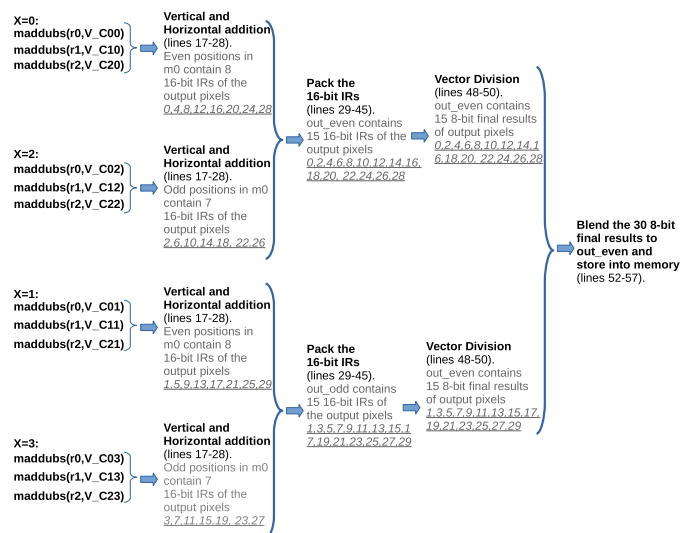 X=0:
maddubs(r0,V_C00)
maddubs(r1,V_C10)
maddubs(r2,V_C20)
Vertical and
Horizontal addition
(lines 17-28).
Even positions in
m0 contain 8
16-bit IRs of the
output pixels
0,4,8,12,16,20,24,28
X=2:
maddubs(r0,V_C02)
maddubs(r1,V_C12)
maddubs(r2,V_C22)
Vertical and
Horizontal addition
(lines 17-28).
Odd positions in m0
contain 7
16-bit IRs of the
output pixels
2,6,10,14.18, 22,26
Pack the
16-bit IRs
(lines 29-45).
out_even contains
15 16-bit IRs of the
output pixels
0,2,4,6,8,10,12,14,16,
18,20, 22,24,26,28
Vector Division
(lines 48-50).
out_even contains
15 8-bit final results
of output pixels
0,2,4,6,8,10,12,14,1
6,18,20, 22,24,26,28
X=1:
maddubs(r0,V_C01)
maddubs(r1,V_C11)
maddubs(r2,V_C21)
Vertical and
Horizontal addition
(lines 17-28).
Even positions in
m0 contain 8
16-bit IRs of the
output pixels
1,5,9,13,17,21,25,29
X=3:
maddubs(r0,V_C03)
maddubs(r1,V_C13)
maddubs(r2,V_C23)
Vertical and
Horizontal addition
(lines 17-28).
Odd positions in m0
contain 7
16-bit IRs of the
output pixels
3,7,11,15,19, 23,27
Pack the
16-bit IRs
(lines 29-45).
out_odd contains
15 16-bit IRs of
the output pixels
1,3,5,7,9,11,13,15,1
7,19,21,23,25,27,29
Vector Division
(lines 48-50).
out_even contains
15 8-bit final results
of output pixels
1,3,5,7,9,11,13,15,17,
19,21,23,25,27,29
Blend the 30 8-bit
final results to
out_even and
store into memory
(lines 52-57).